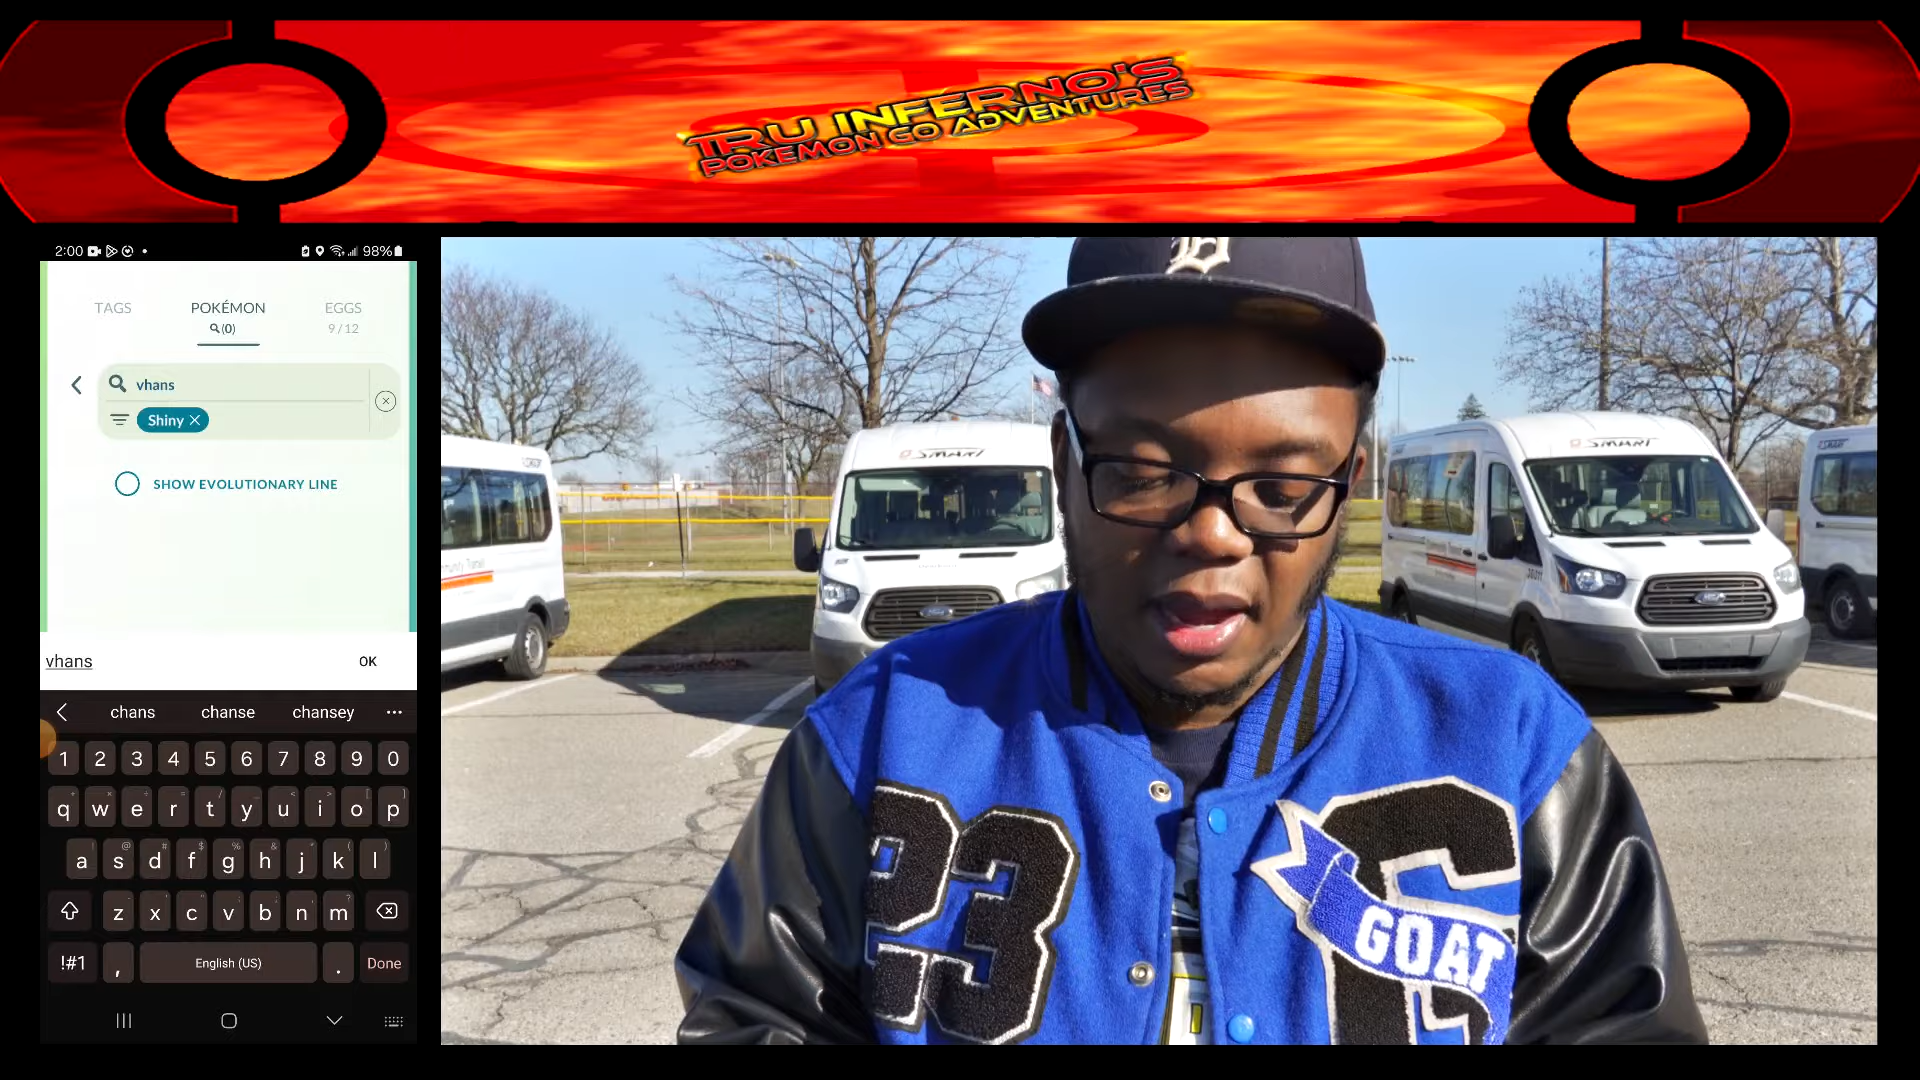 TRU INFERNO'S
POKEMON GO ADVENTURES
2:00
98%
TAGS
POKÉMON
(0)
EGGS
9 / 12
vhans
Shiny
SHOW EVOLUTIONARY LINE
vhans
OK
chans
chanse
chansey
1 2 3 4 5 6 7 8 9 0
q w e r t y u i o p
a s d f g h j k l
z x c v b n m
!#1
,
English (US)
.
Done
SMART
SMART
23
GOAT